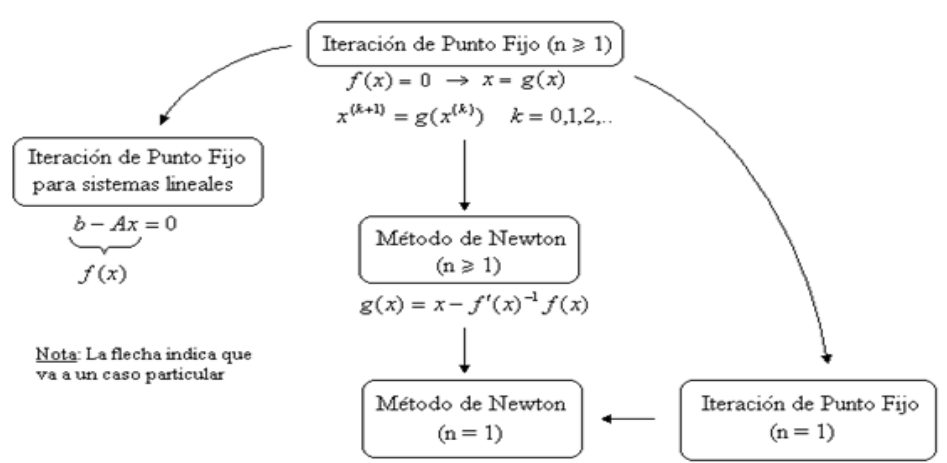 Iteración de Punto Fijo (n ⩾ 1)
f(x) = 0 → x = g(x)
x^{(k+1)} = g(x^{(k)})   k = 0,1,2,..
Iteración de Punto Fijo
para sistemas lineales
b − Ax = 0
f(x)
Método de Newton
(n ⩾ 1)
g(x) = x − f'(x)^{−1} f(x)
Nota: La flecha indica que
va a un caso particular
Método de Newton
(n = 1)
Iteración de Punto Fijo
(n = 1)